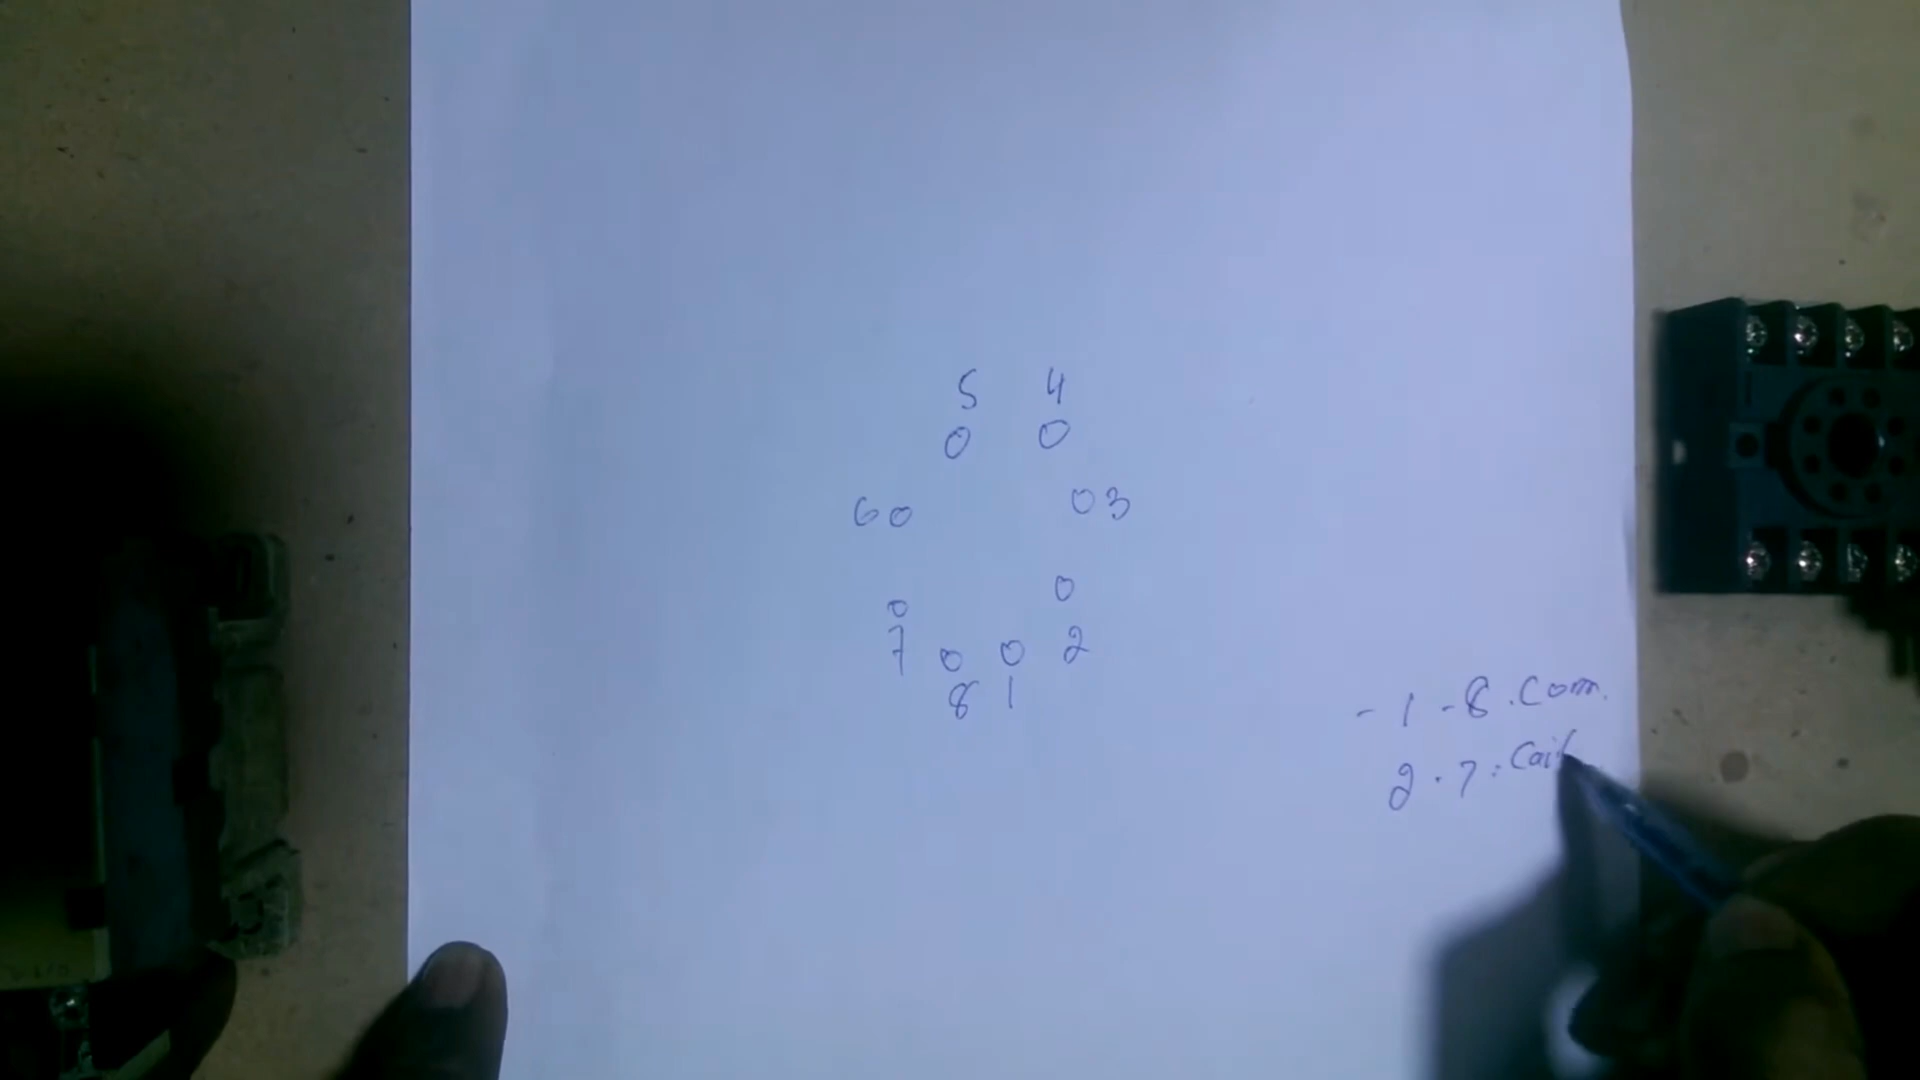 5 4
0 0
6 0 0 3
0 0
7 0 0 2
8 1
- 1 - 8 . Com.
2 . 7 : Coil